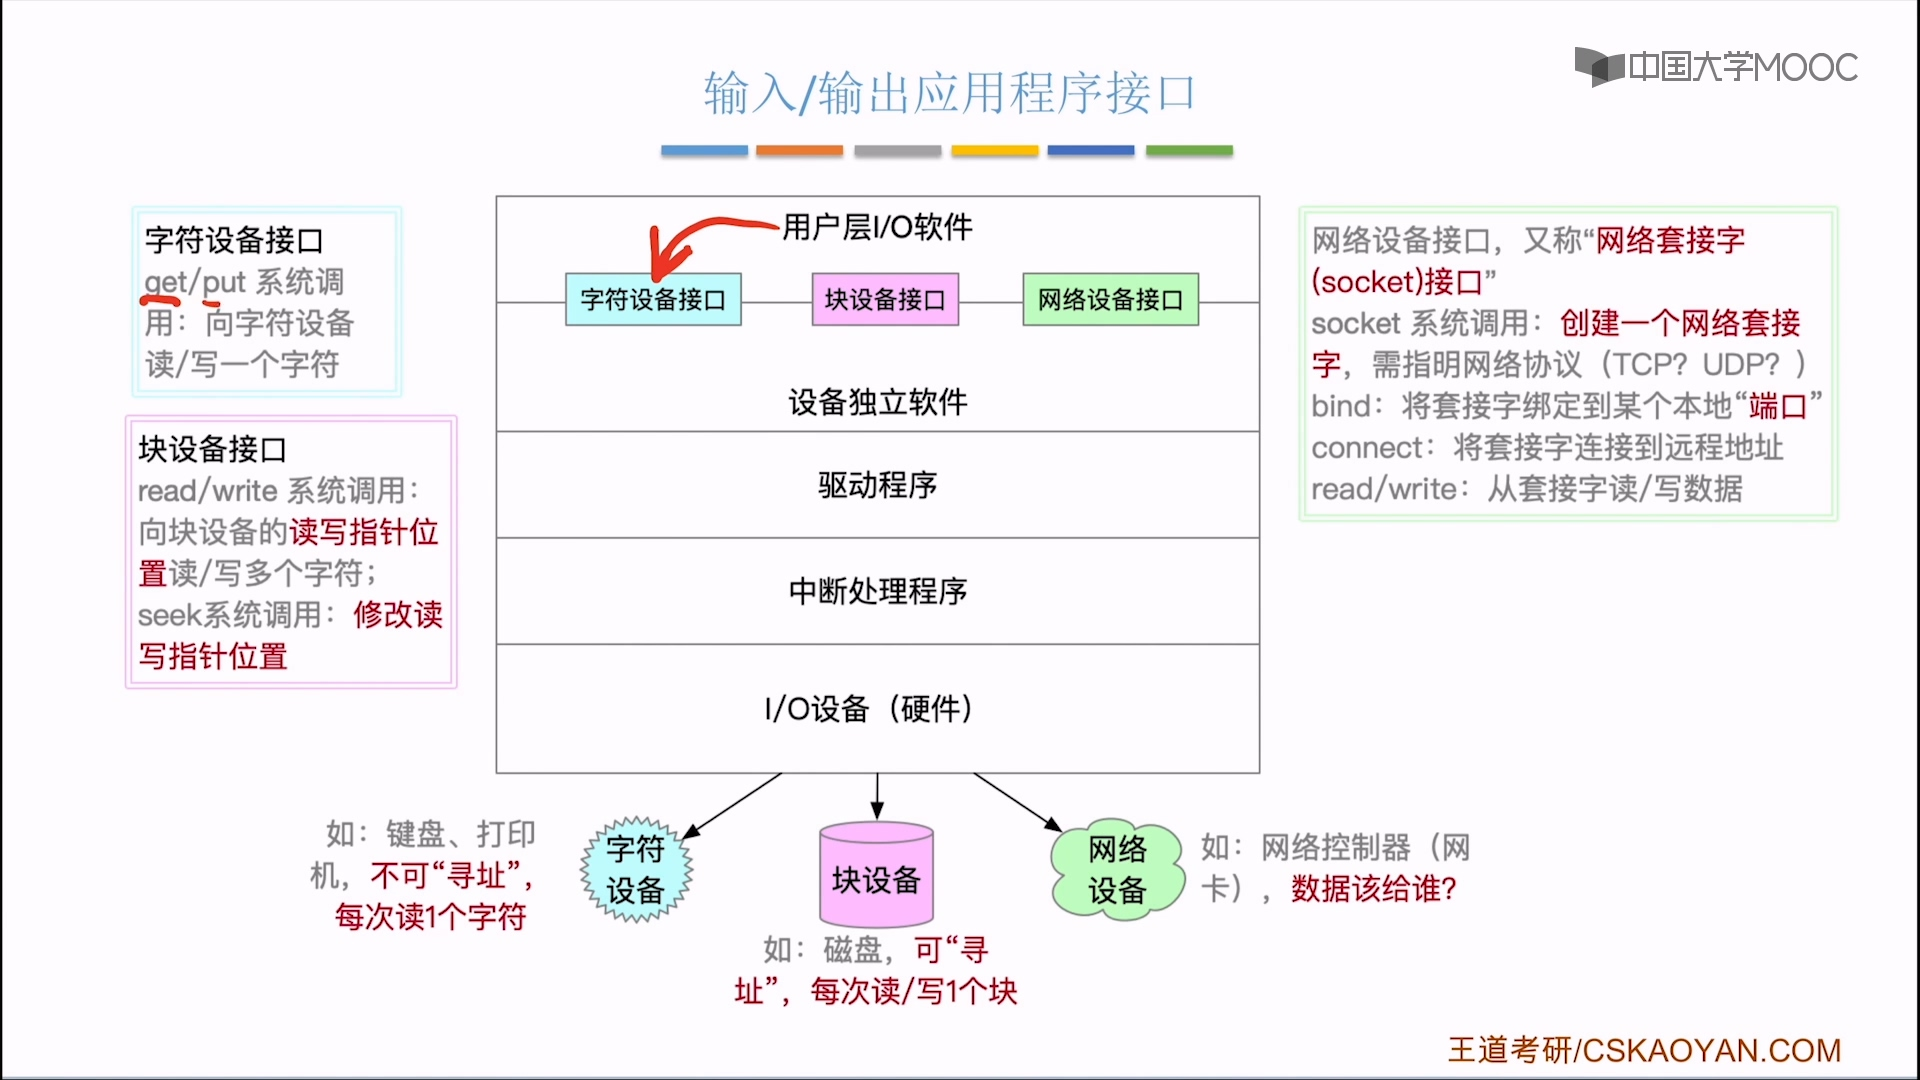 中国大学MOOC
输入/输出应用程序接口
字符设备接口
get/put 系统调
用：向字符设备
读/写一个字符
块设备接口
read/write 系统调用：
向块设备的读写指针位
置读/写多个字符；
seek系统调用：修改读
写指针位置
用户层I/O软件
字符设备接口
块设备接口
网络设备接口
设备独立软件
驱动程序
中断处理程序
I/O设备（硬件）
网络设备接口，又称“网络套接字
(socket)接口”
socket 系统调用：创建一个网络套接
字，需指明网络协议（TCP？UDP？）
bind：将套接字绑定到某个本地“端口”
connect：将套接字连接到远程地址
read/write：从套接字读/写数据
如：键盘、打印
机，不可“寻址”，
每次读1个字符
字符
设备
块设备
如：磁盘，可“寻
址”，每次读/写1个块
网络
设备
如：网络控制器（网
卡），数据该给谁？
王道考研/CSKAOYAN.COM